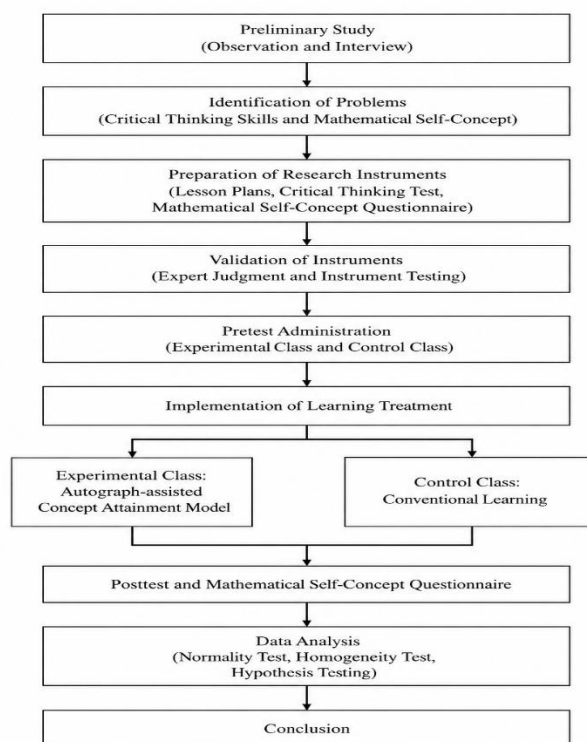 Preliminary Study
(Observation and Interview)
Identification of Problems
(Critical Thinking Skills and Mathematical Self-Concept)
Preparation of Research Instruments
(Lesson Plans, Critical Thinking Test,
Mathematical Self-Concept Questionnaire)
Validation of Instruments
(Expert Judgment and Instrument Testing)
Pretest Administration
(Experimental Class and Control Class)
Implementation of Learning Treatment
Experimental Class:
Autograph-assisted
Concept Attainment Model
Control Class:
Conventional Learning
Posttest and Mathematical Self-Concept Questionnaire
Data Analysis
(Normality Test, Homogeneity Test,
Hypothesis Testing)
Conclusion